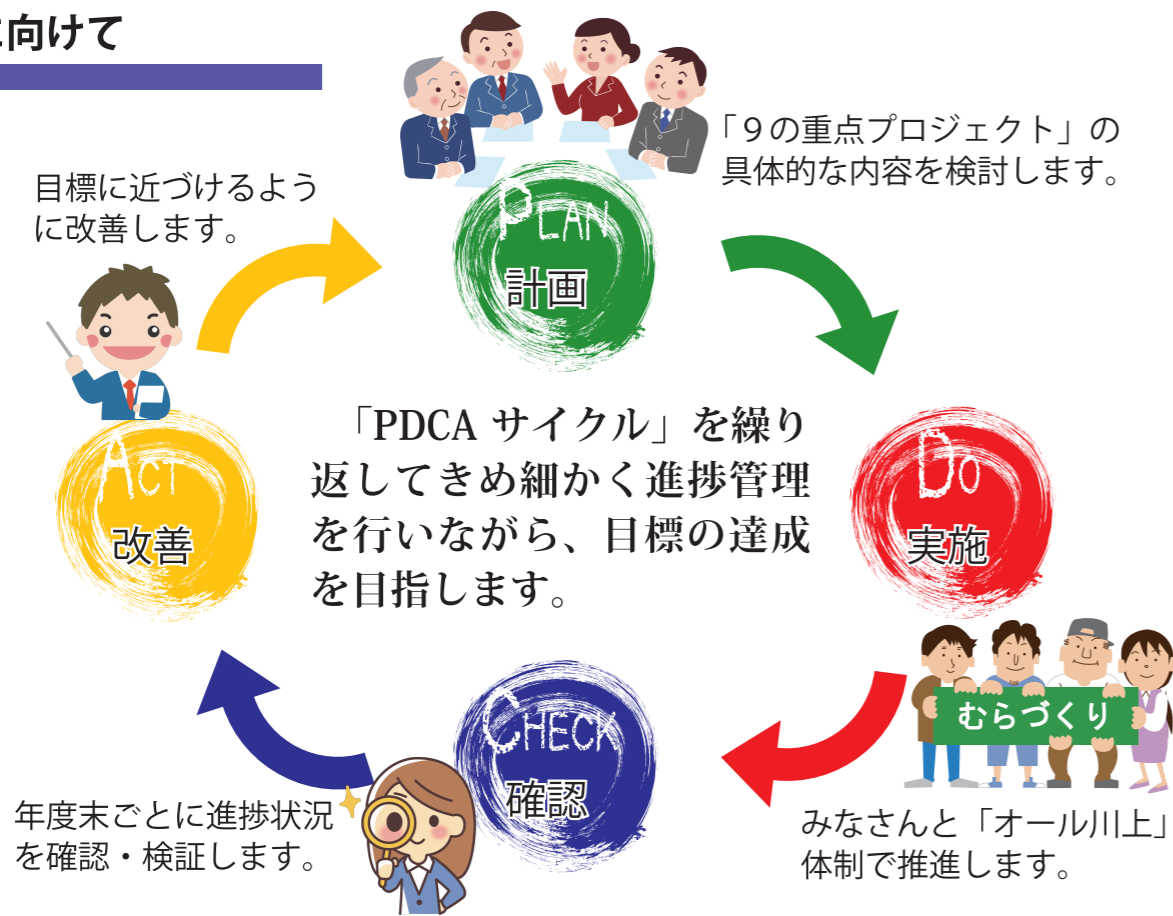 に向けて
「９の重点プロジェクト」の
具体的な内容を検討します。
目標に近づけるよう
に改善します。
PLAN
計画
「PDCA サイクル」を繰り
返してきめ細かく進捗管理
を行いながら、目標の達成
を目指します。
ACT
改善
DO
実施
むらづくり
CHECK
確認
年度末ごとに進捗状況
を確認・検証します。
みなさんと「オール川上」
体制で推進します。